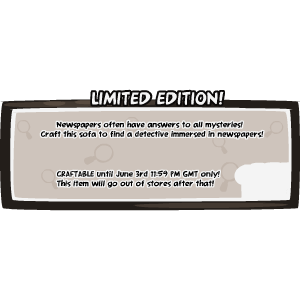 LIMITED EDITION!
Newspapers often have answers to all mysteries!
Craft this sofa to find a detective immersed in newspapers!
CRAFTABLE until June 3rd 11:59 PM GMT only!
This item will go out of stores after that!